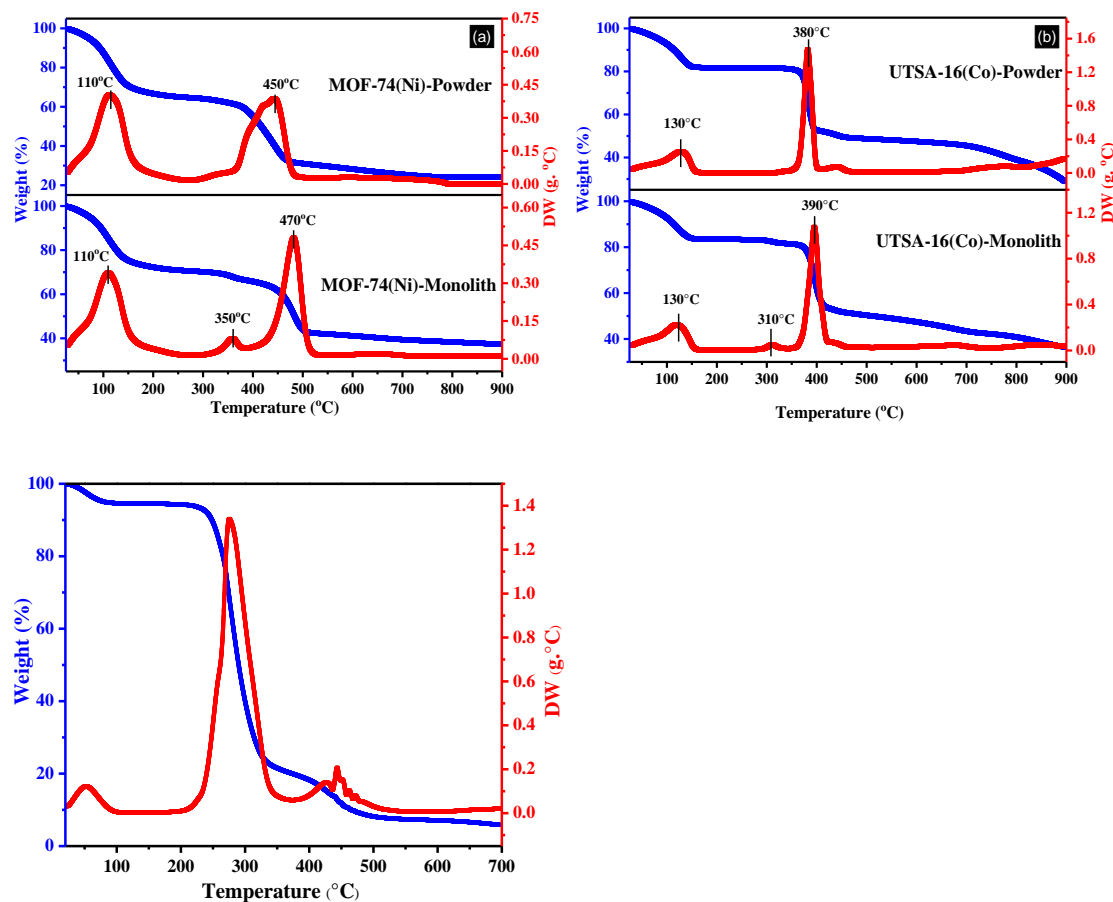 (a)
MOF-74(Ni)-Powder
110°C
450°C
100
80
60
40
20
Weight (%)
0.75
0.60
0.45
0.30
0.15
0.00
DW (g. °C)
MOF-74(Ni)-Monolith
110°C
350°C
470°C
100
80
60
40
Weight (%)
0.60
0.45
0.30
0.15
0.00
0 100 200 300 400 500 600 700 800 900
Temperature (°C)
(b)
UTSA-16(Co)-Powder
130°C
380°C
100
80
60
40
Weight (%)
1.6
1.2
0.8
0.4
0.0
DW (g. °C)
UTSA-16(Co)-Monolith
130°C
310°C
390°C
100
80
60
40
Weight (%)
1.2
0.6
0.0
100 200 300 400 500 600 700 800 900
Temperature (°C)
100
80
60
40
20
0
Weight (%)
1.4
1.2
1.0
0.8
0.6
0.4
0.2
0.0
DW (g.°C)
100 200 300 400 500 600 700
Temperature (°C)